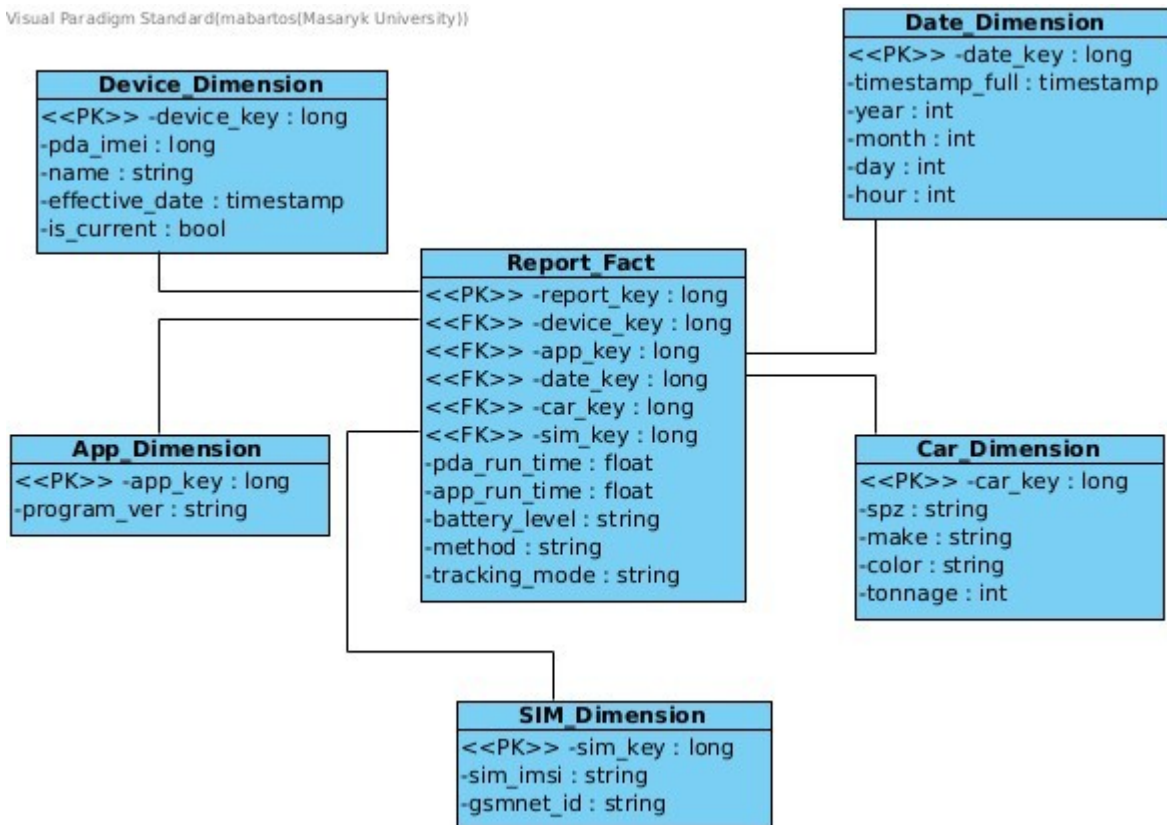 Visual Paradigm Standard(mabartos(Masaryk University))
Device_Dimension
<<PK>> -device_key : long
-pda_imei : long
-name : string
-effective_date : timestamp
-is_current : bool
Date_Dimension
<<PK>> -date_key : long
-timestamp_full : timestamp
-year : int
-month : int
-day : int
-hour : int
Report_Fact
<<PK>> -report_key : long
<<FK>> -device_key : long
<<FK>> -app_key : long
<<FK>> -date_key : long
<<FK>> -car_key : long
<<FK>> -sim_key : long
-pda_run_time : float
-app_run_time : float
-battery_level : string
-method : string
-tracking_mode : string
App_Dimension
<<PK>> -app_key : long
-program_ver : string
Car_Dimension
<<PK>> -car_key : long
-spz : string
-make : string
-color : string
-tonnage : int
SIM_Dimension
<<PK>> -sim_key : long
-sim_imsi : string
-gsmnet_id : string